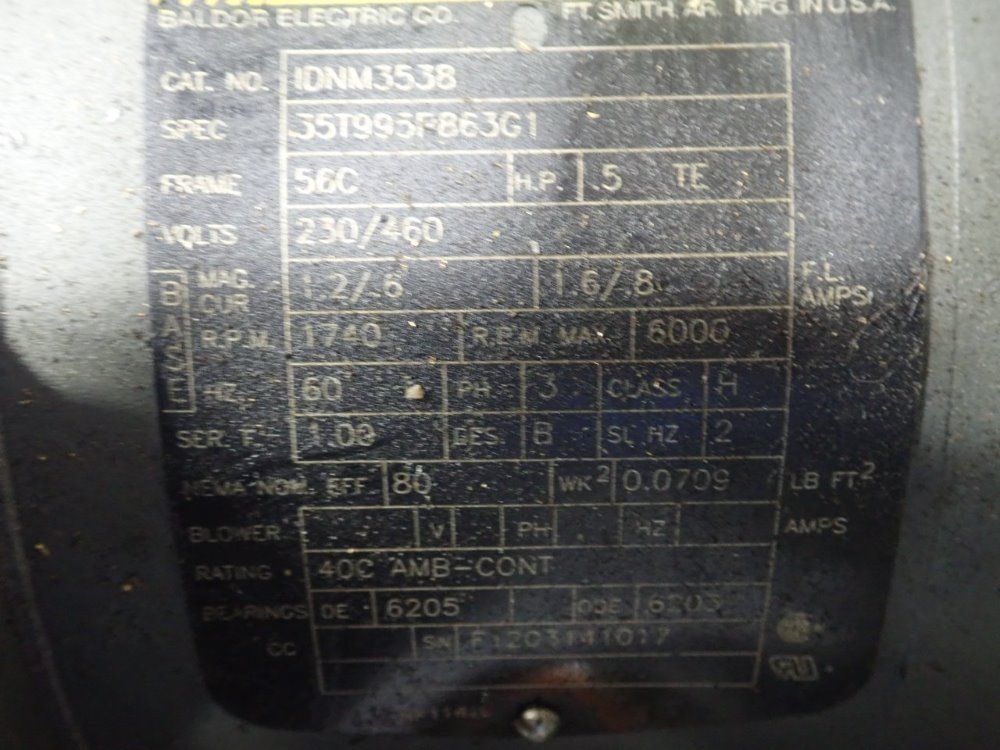 BALDOR ELECTRIC CO. FT. SMITH, AR. MFG. IN U.S.A.
CAT. NO. IDNM3538
SPEC 35T993F863G1
FRAME 56C H.P. .5 TE
VOLTS 230/460
BASE MAG. CUR 1.2/.6 1.6/.8 F.L. AMPS
R.P.M. 1740 R.P.M. MAX 6000
HZ 60 PH 3 CLASS H
SER. F. 1.00 DES B SL HZ 2
NEMA-NOM. EFF 80 WK2 0.0709 LB FT2
BLOWER V PH HZ AMPS
RATING 40C AMB-CONT
BEARINGS DE 6205 ODE 6203
CC SN F1203141017